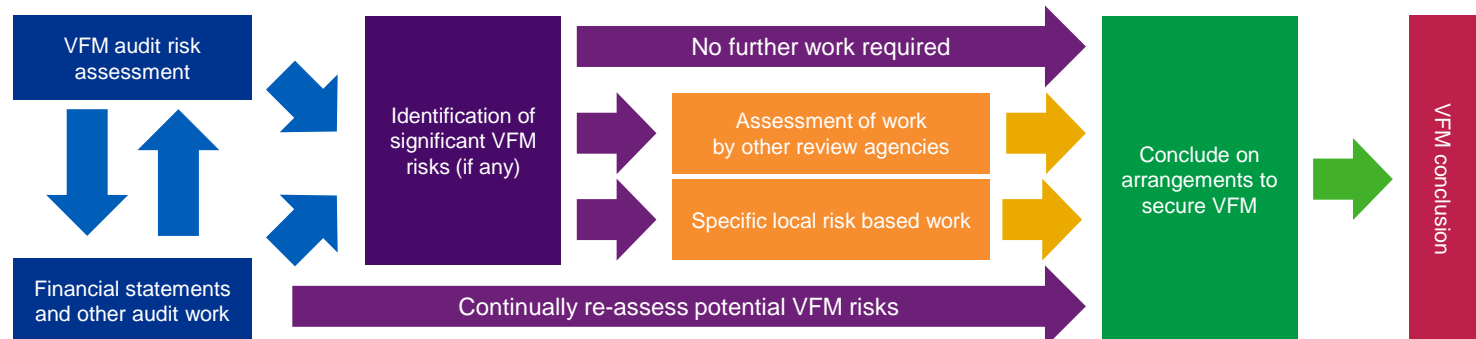 VFM audit risk
assessment
Financial statements
and other audit work
Identification of
significant VFM
risks (if any)
No further work required
Assessment of work
by other review agencies
Specific local risk based work
Continually re-assess potential VFM risks
Conclude on
arrangements to
secure VFM
VFM conclusion